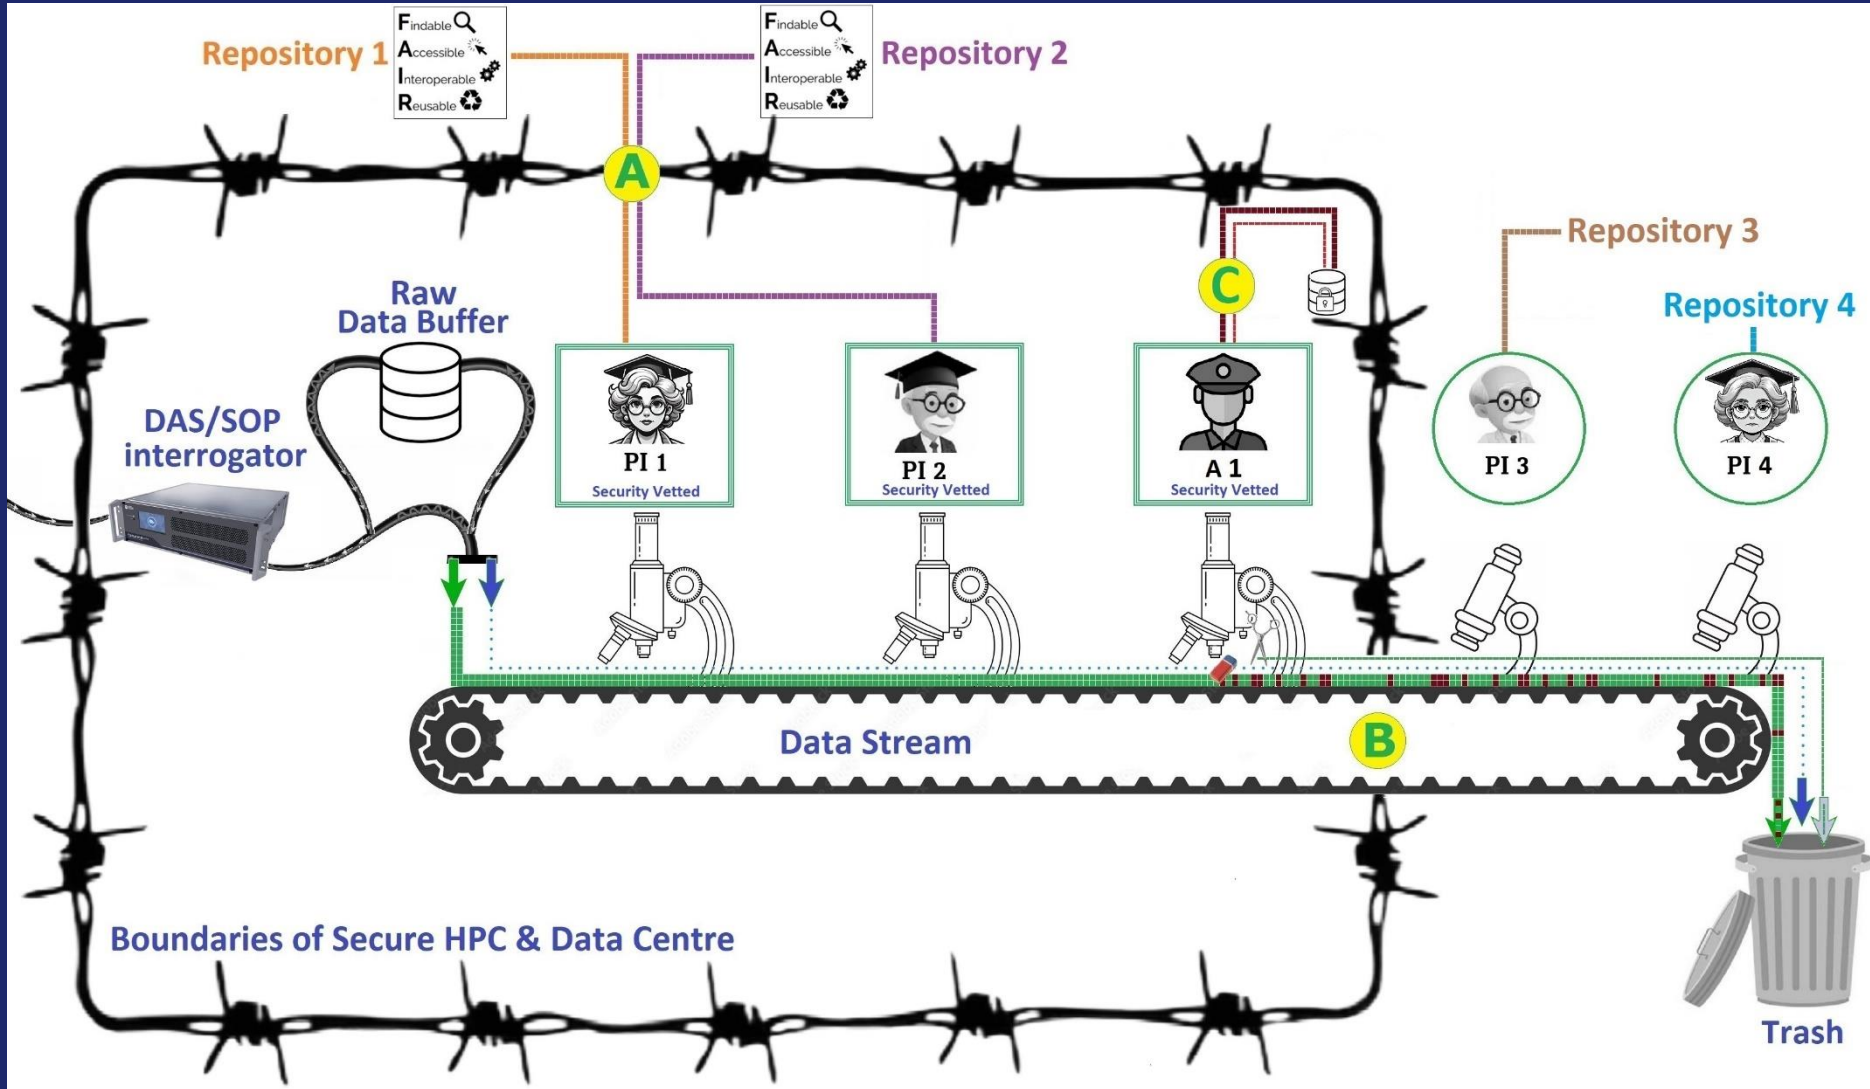 Repository 1
Findable
Accessible
Interoperable
Reusable
Findable
Accessible
Interoperable
Reusable
Repository 2
A
Repository 3
C
Repository 4
Raw
Data Buffer
DAS/SOP
interrogator
PI 1
Security Vetted
PI 2
Security Vetted
A 1
Security Vetted
PI 3
PI 4
Data Stream
B
Boundaries of Secure HPC & Data Centre
Trash